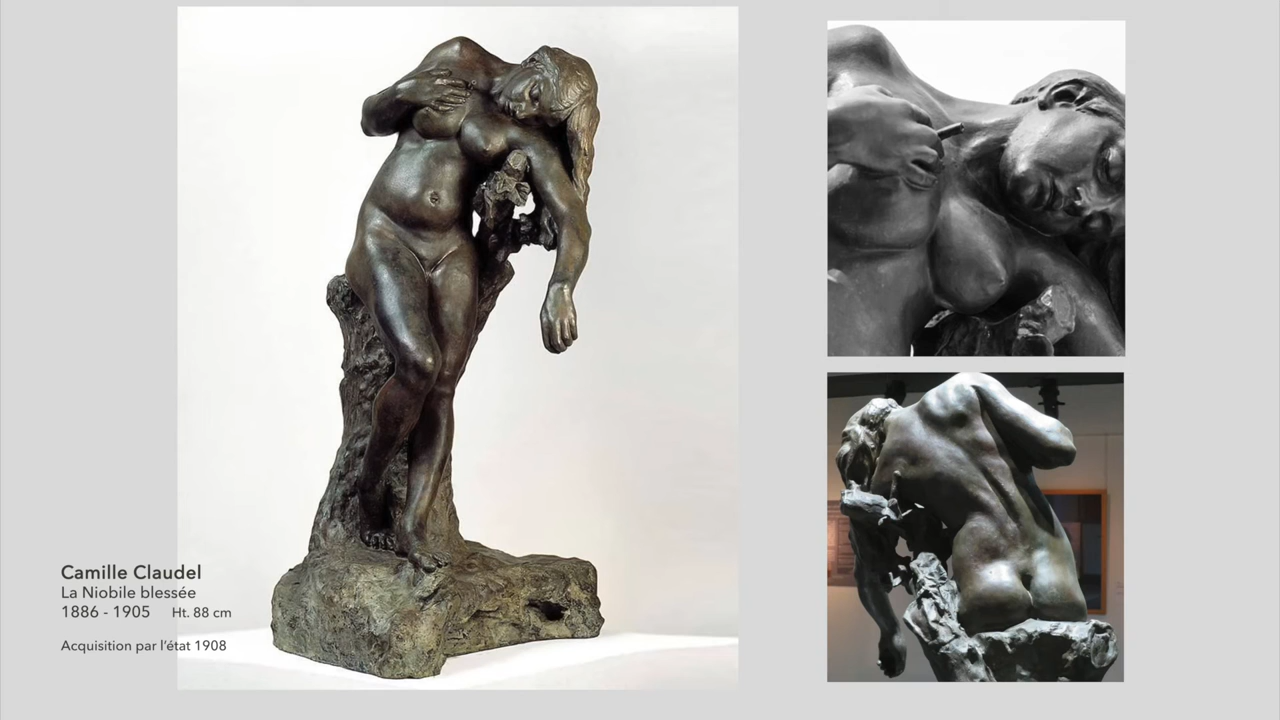 Camille Claudel
La Niobile blessée
1886 - 1905 Ht. 88 cm
Acquisition par l'état 1908